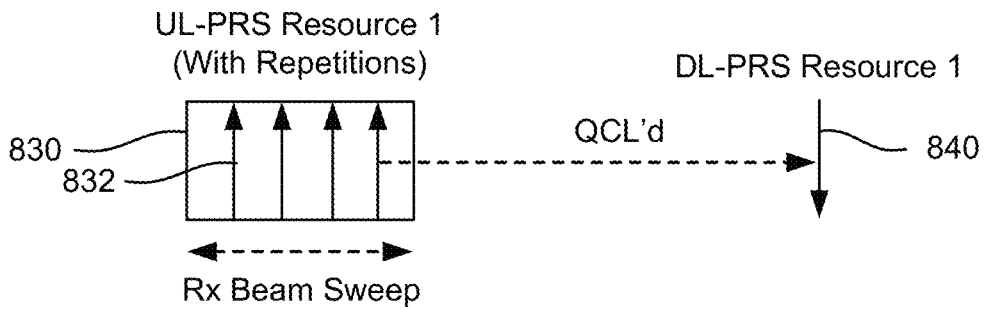 UL-PRS Resource 1
(With Repetitions)
DL-PRS Resource 1
830
832
QCL'd
840
Rx Beam Sweep